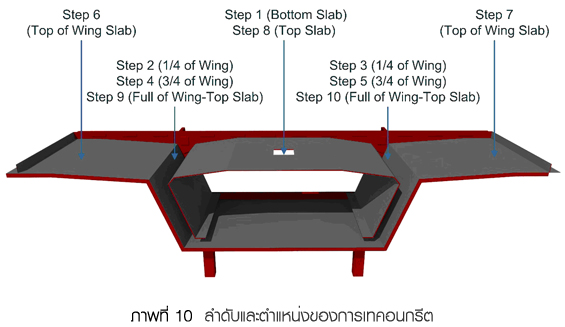 Step 6
(Top of Wing Slab)
Step 1 (Bottom Slab)
Step 8 (Top Slab)
Step 7
(Top of Wing Slab)
Step 2 (1/4 of Wing)
Step 4 (3/4 of Wing)
Step 9 (Full of Wing-Top Slab)
Step 3 (1/4 of Wing)
Step 5 (3/4 of Wing)
Step 10 (Full of Wing-Top Slab)
ภาพที่ 10 ลำดับและตำแหน่งของการเทคอนกรีต